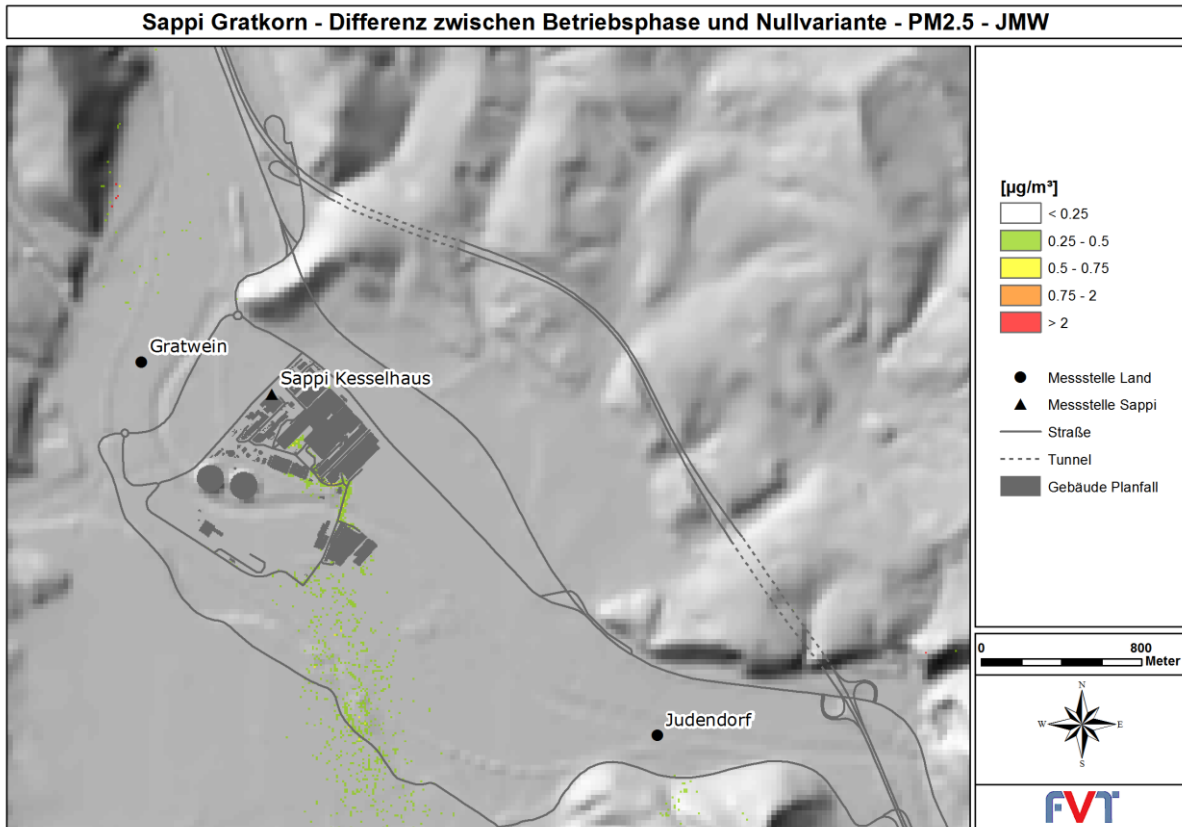 Sappi Gratkorn - Differenz zwischen Betriebsphase und Nullvariante - PM2.5 - JMW
Gratwein
Sappi Kesselhaus
Judendorf
[µg/m³]
< 0.25
0.25 - 0.5
0.5 - 0.75
0.75 - 2
> 2
Messstelle Land
Messstelle Sappi
Straße
Tunnel
Gebäude Planfall
0 800
Meter
N
W E
S
FVT